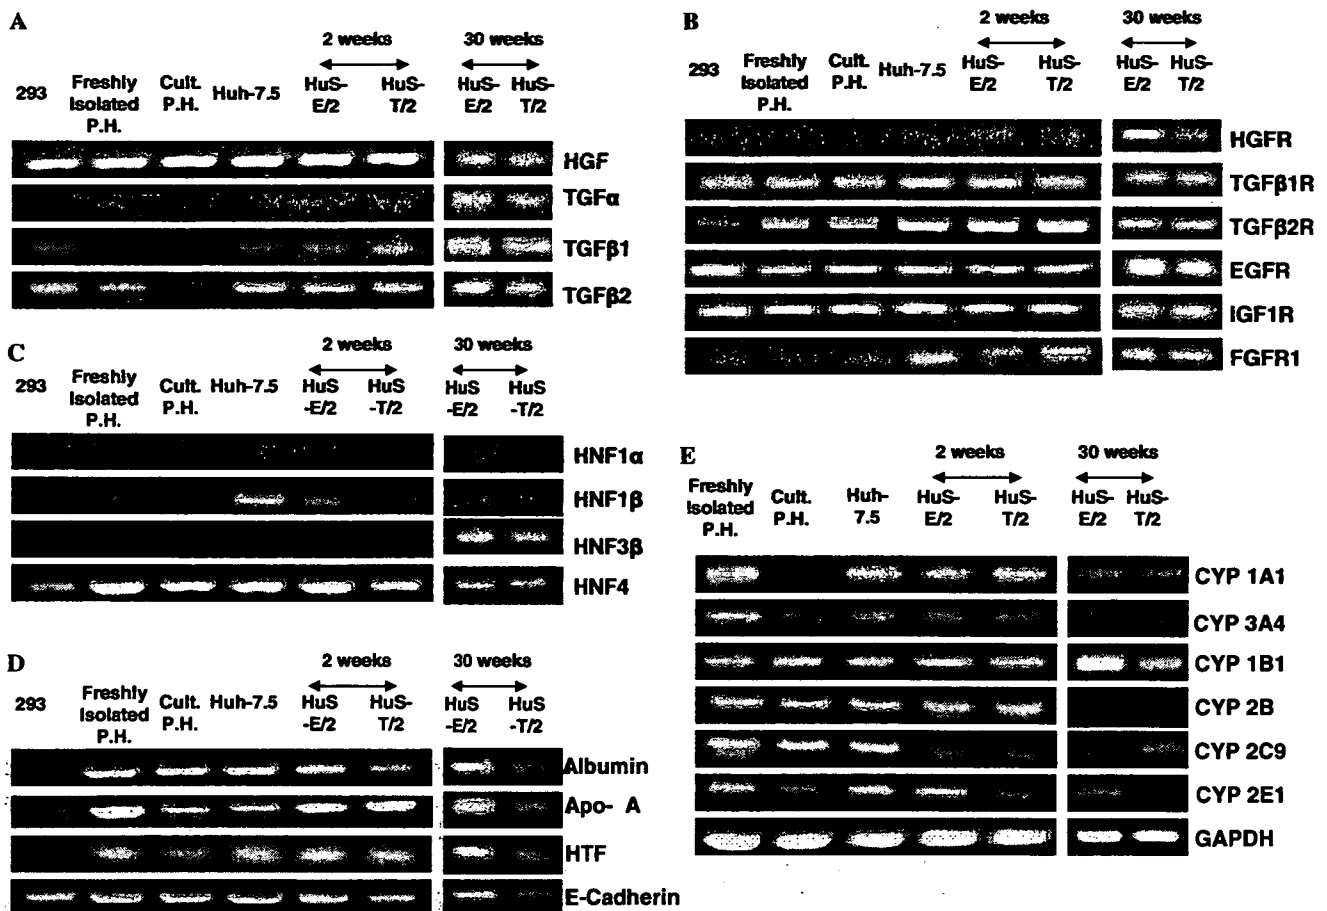 A
2 weeks
30 weeks
293
Freshly
Isolated
P.H.
Cult.
P.H.
Huh-7.5
HuS-
E/2
HuS-
T/2
HuS-
E/2
HuS-
T/2
HGF
TGFα
TGFβ1
TGFβ2
B
2 weeks
30 weeks
293
Freshly
Isolated
P.H.
Cult.
P.H.
Huh-7.5
HuS-
E/2
HuS-
T/2
HuS-
E/2
HuS-
T/2
HGFR
TGFβ1R
TGFβ2R
EGFR
IGF1R
FGFR1
C
2 weeks
30 weeks
293
Freshly
Isolated
P.H.
Cult.
P.H.
Huh-7.5
HuS
-E/2
HuS
-T/2
HuS
-E/2
HuS
-T/2
HNF1α
HNF1β
HNF3β
HNF4
D
2 weeks
30 weeks
293
Freshly
Isolated
P.H.
Cult.
P.H.
Huh-7.5
HuS
-E/2
HuS-
T/2
HuS
-E/2
HuS
-T/2
Albumin
Apo- A
HTF
E-Cadherin
E
2 weeks
30 weeks
Freshly
Isolated
P.H.
Cult.
P.H.
Huh-
7.5
HuS-
E/2
HuS-
T/2
HuS-
E/2
HuS-
T/2
CYP 1A1
CYP 3A4
CYP 1B1
CYP 2B
CYP 2C9
CYP 2E1
GAPDH